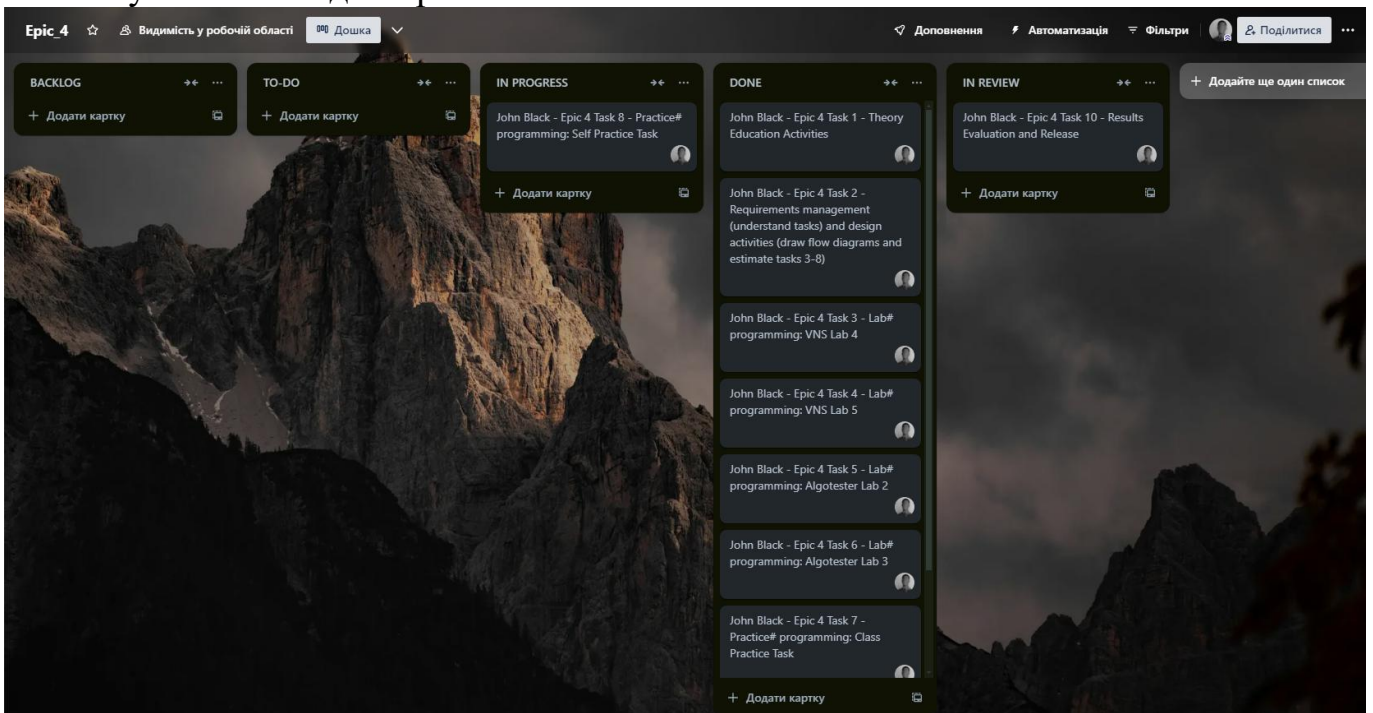 Epic_4
Видимість у робочій області
Дошка
Доповнення
Автоматизація
Фільтри
Поділитися
BACKLOG
+ Додати картку
TO-DO
+ Додати картку
IN PROGRESS
John Black - Epic 4 Task 8 - Practice#
programming: Self Practice Task
+ Додати картку
DONE
John Black - Epic 4 Task 1 - Theory
Education Activities
John Black - Epic 4 Task 2 -
Requirements management
(understand tasks) and design
activities (draw flow diagrams and
estimate tasks 3-8)
John Black - Epic 4 Task 3 - Lab#
programming: VNS Lab 4
John Black - Epic 4 Task 4 - Lab#
programming: VNS Lab 5
John Black - Epic 4 Task 5 - Lab#
programming: Algotester Lab 2
John Black - Epic 4 Task 6 - Lab#
programming: Algotester Lab 3
John Black - Epic 4 Task 7 -
Practice# programming: Class
Practice Task
+ Додати картку
IN REVIEW
John Black - Epic 4 Task 10 - Results
Evaluation and Release
+ Додати картку
+ Додайте ще один список